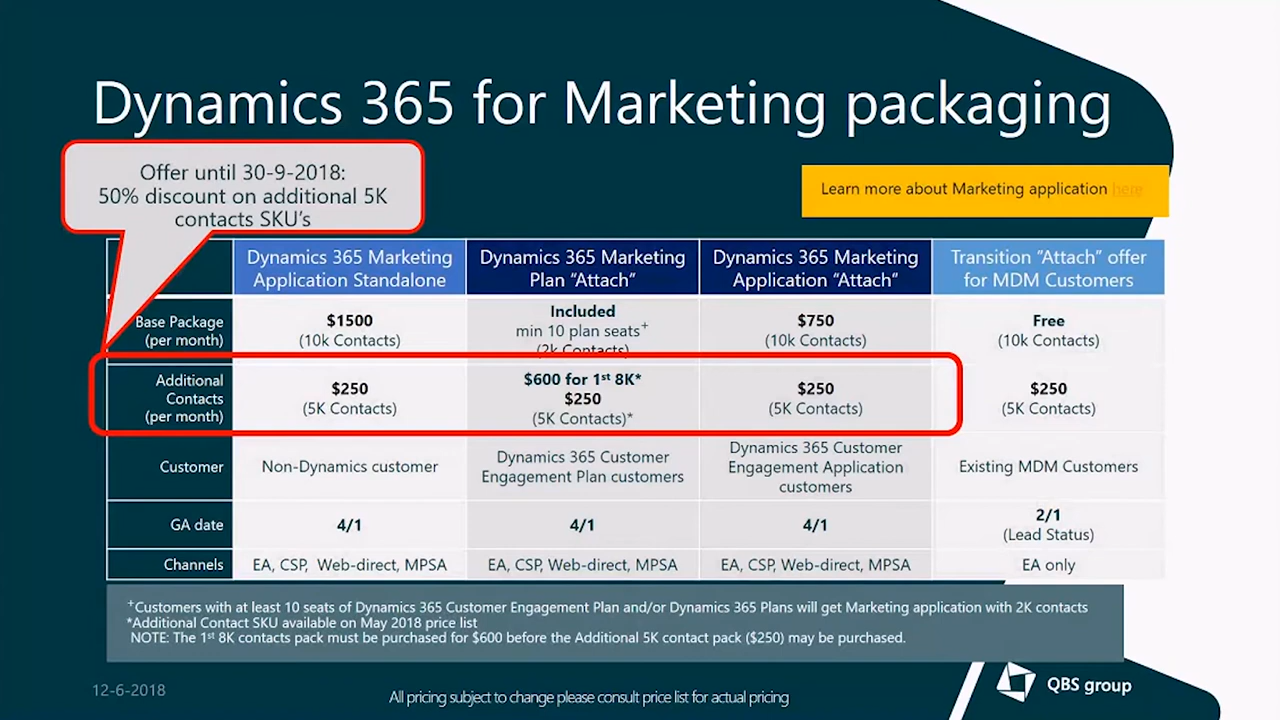 Dynamics 365 for Marketing packaging
Offer until 30-9-2018:
50% discount on additional 5K
contacts SKU's
Learn more about Marketing application here
Dynamics 365 Marketing
Application Standalone
Dynamics 365 Marketing
Plan “Attach”
Dynamics 365 Marketing
Application “Attach”
Transition “Attach” offer
for MDM Customers
Base Package
(per month)
$1500
(10k Contacts)
Included
min 10 plan seats+
(2k Contacts)
$750
(10k Contacts)
Free
(10k Contacts)
Additional
Contacts
(per month)
$250
(5K Contacts)
$600 for 1st 8K*
$250
(5K Contacts)*
$250
(5K Contacts)
$250
(5K Contacts)
Customer
Non-Dynamics customer
Dynamics 365 Customer
Engagement Plan customers
Dynamics 365 Customer
Engagement Application
customers
Existing MDM Customers
GA date
4/1
4/1
4/1
2/1
(Lead Status)
Channels
EA, CSP, Web-direct, MPSA
EA, CSP, Web-direct, MPSA
EA, CSP, Web-direct, MPSA
EA only
+Customers with at least 10 seats of Dynamics 365 Customer Engagement Plan and/or Dynamics 365 Plans will get Marketing application with 2K contacts
*Additional Contact SKU available on May 2018 price list
NOTE: The 1st 8K contacts pack must be purchased for $600 before the Additional 5K contact pack ($250) may be purchased.
12-6-2018
All pricing subject to change please consult price list for actual pricing
QBS group